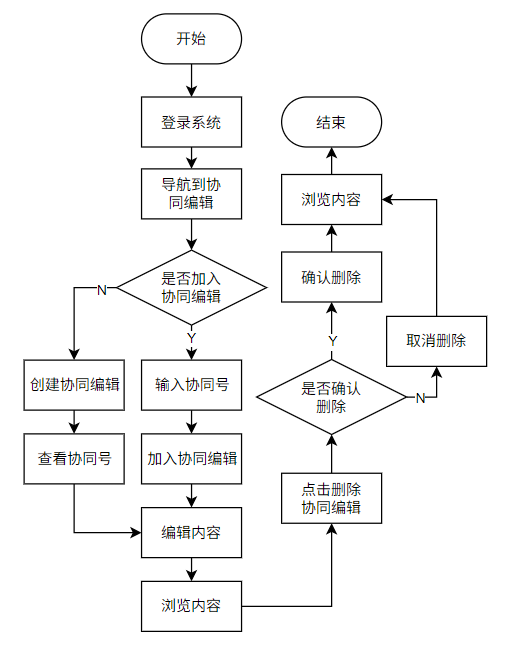 开始
登录系统
导航到协
同编辑
是否加入
协同编辑
N
Y
创建协同编辑
输入协同号
查看协同号
加入协同编辑
编辑内容
浏览内容
点击删除
协同编辑
是否确认
删除
Y
N
确认删除
取消删除
浏览内容
结束